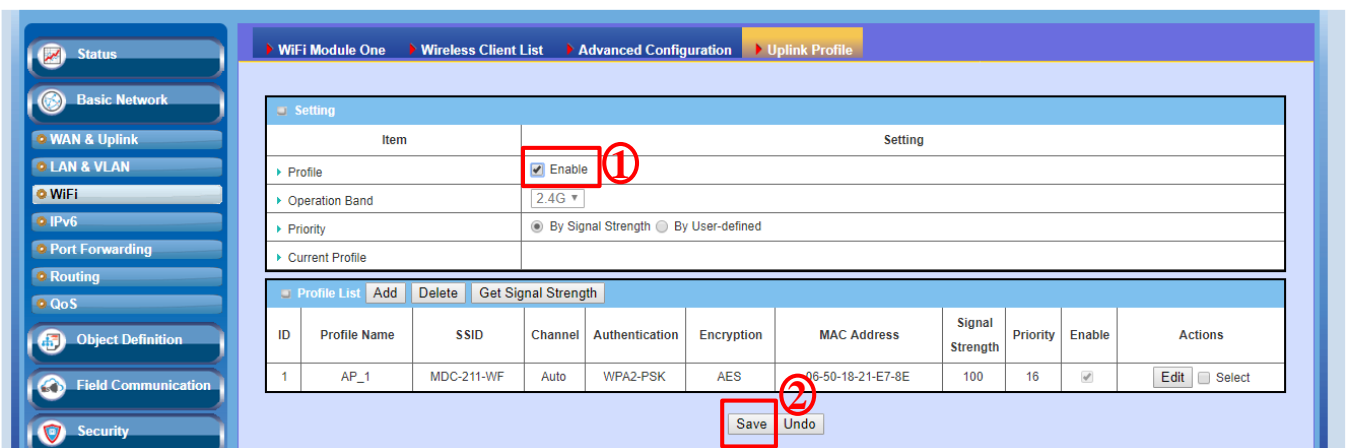 Status
Basic Network
WAN & Uplink
LAN & VLAN
WiFi
IPv6
Port Forwarding
Routing
QoS
Object Definition
Field Communication
Security
WiFi Module One Wireless Client List Advanced Configuration Uplink Profile
Setting
Item Setting
Profile Enable ①
Operation Band 2.4G
Priority By Signal Strength By User-defined
Current Profile
Profile List Add Delete Get Signal Strength
ID Profile Name SSID Channel Authentication Encryption MAC Address Signal Strength Priority Enable Actions
1 AP_1 MDC-211-WF Auto WPA2-PSK AES 06-50-18-21-E7-8E 100 16 Edit Select
②
Save Undo